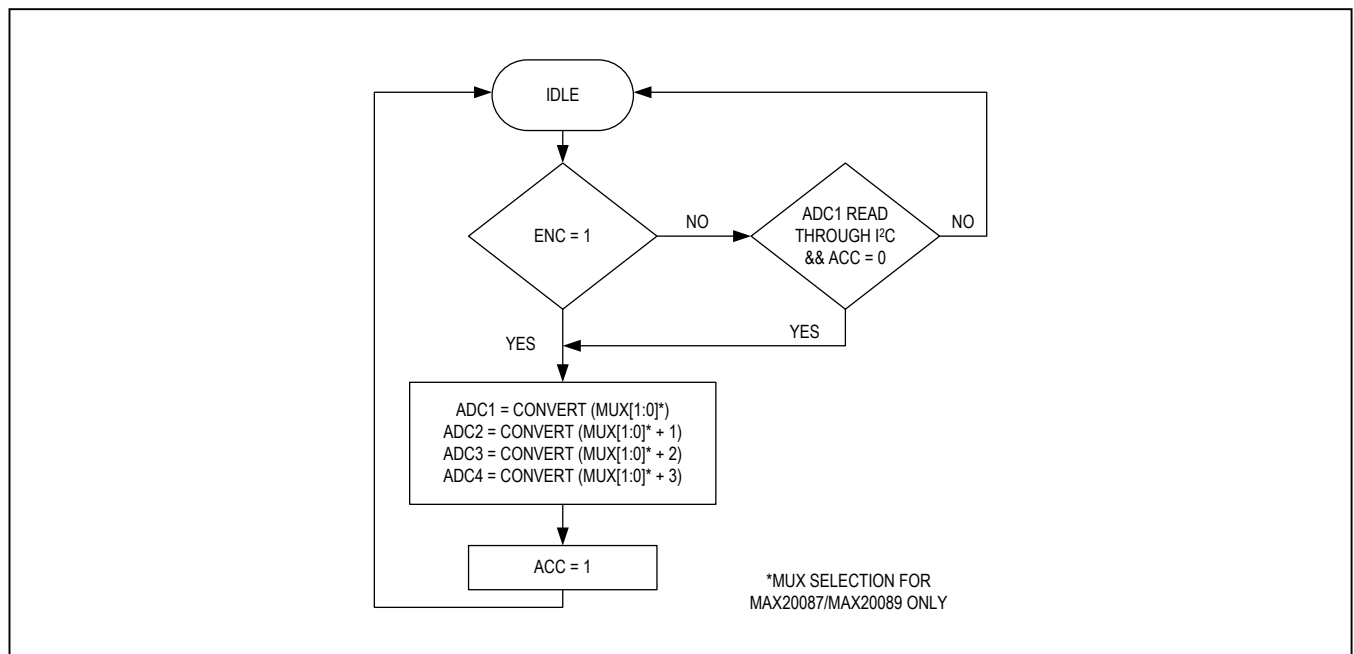 IDLE
ENC = 1
NO
ADC1 READ
THROUGH I²C
&& ACC = 0
NO
YES
YES
ADC1 = CONVERT (MUX[1:0]*)
ADC2 = CONVERT (MUX[1:0]* + 1)
ADC3 = CONVERT (MUX[1:0]* + 2)
ADC4 = CONVERT (MUX[1:0]* + 3)
ACC = 1
*MUX SELECTION FOR
MAX20087/MAX20089 ONLY